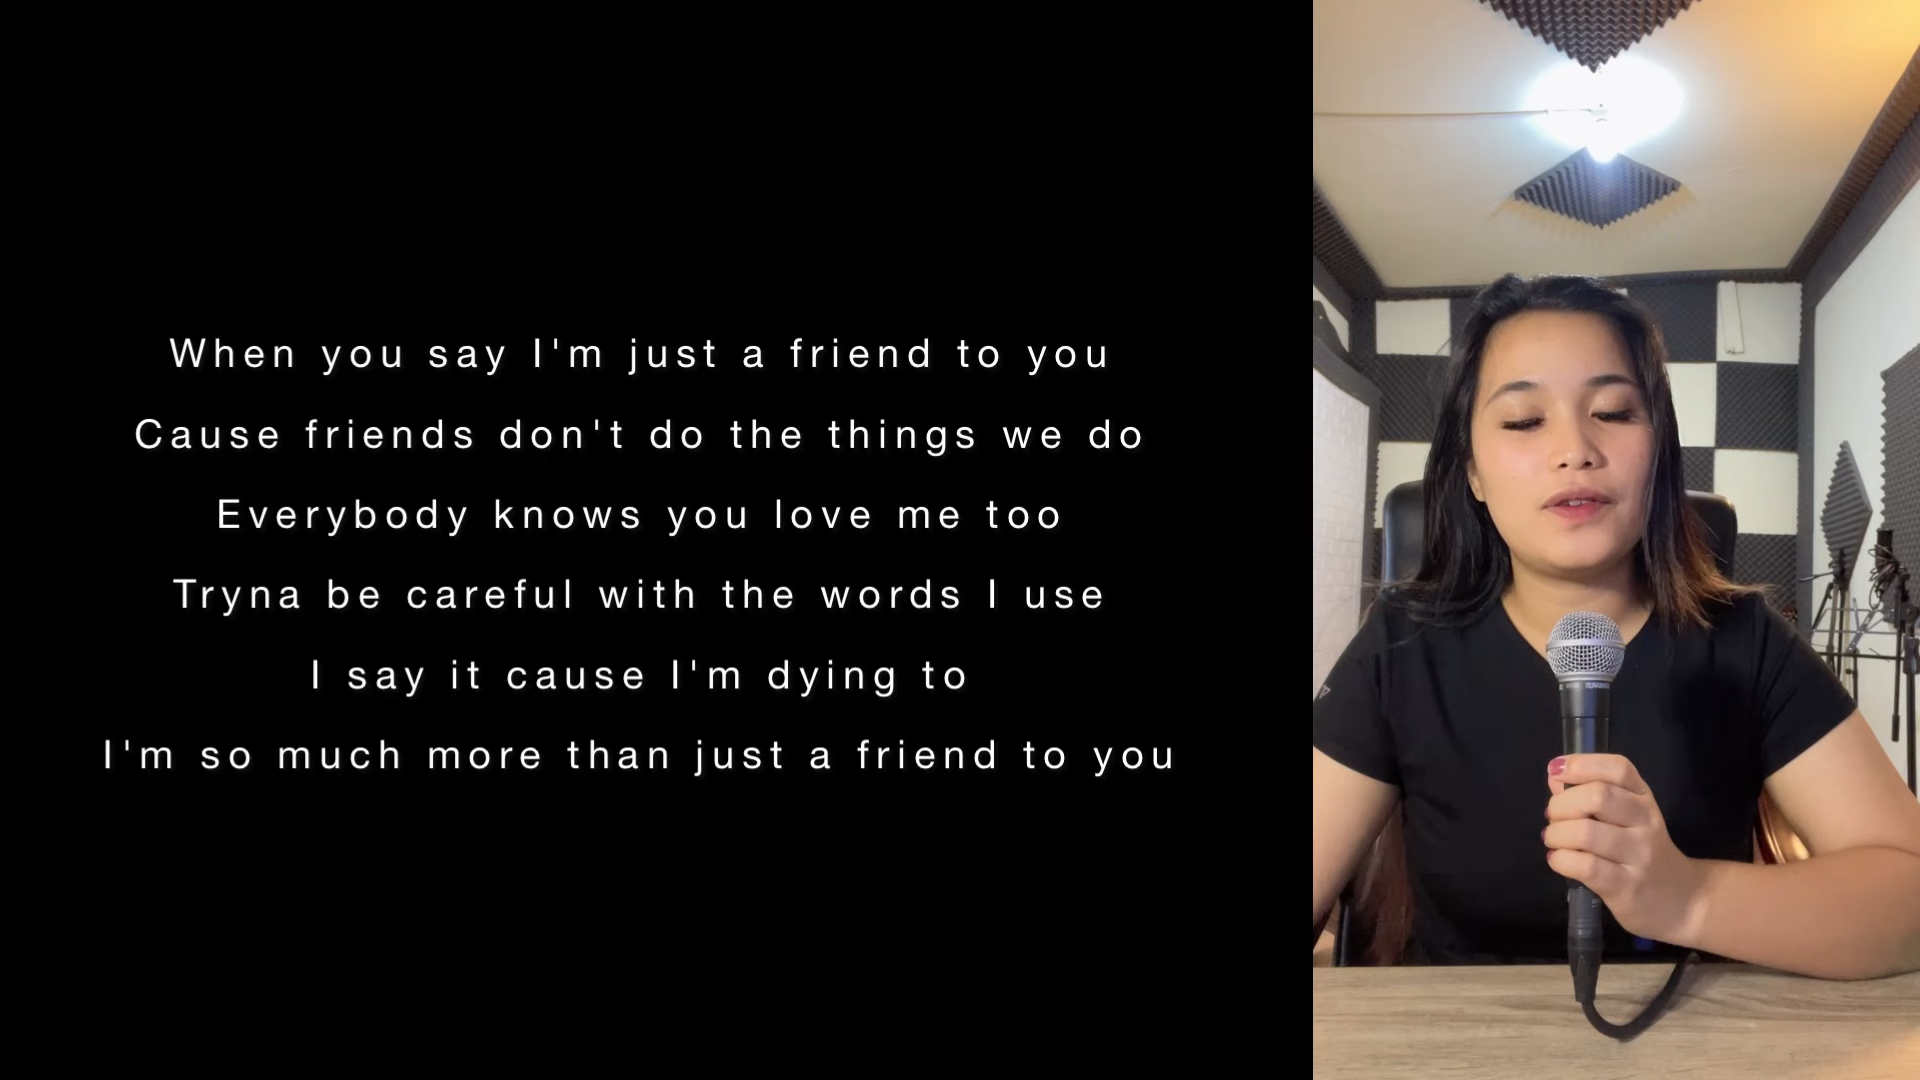 When you say I'm just a friend to you
Cause friends don't do the things we do
Everybody knows you love me too
Tryna be careful with the words I use
I say it cause I'm dying to
I'm so much more than just a friend to you